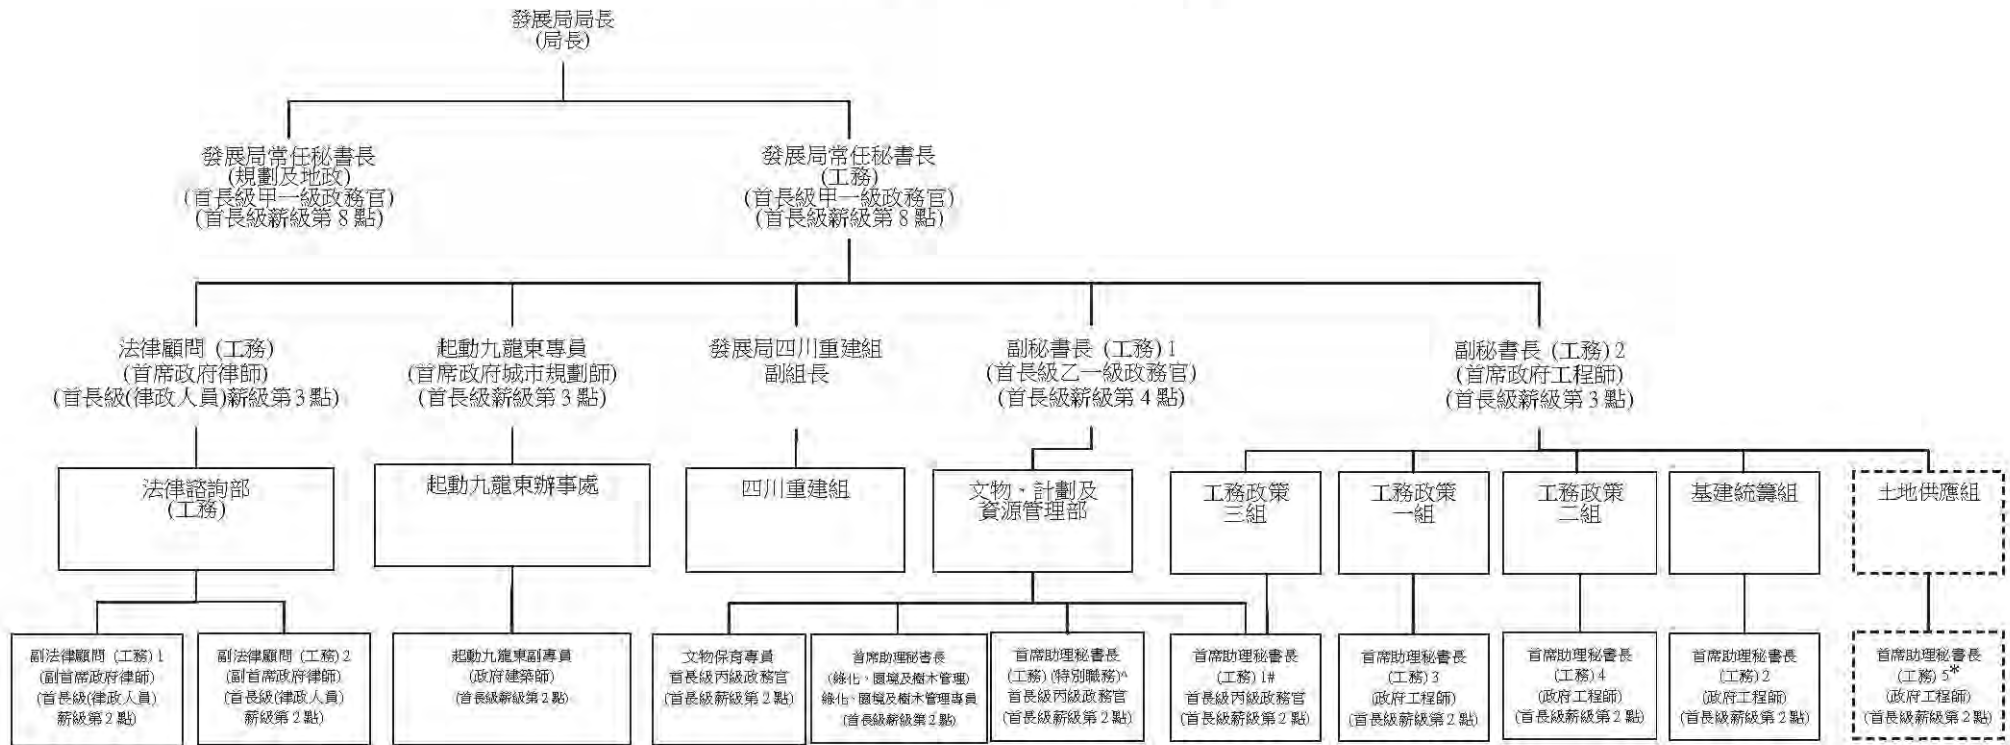 發展局局長
(局長)
發展局常任秘書長
(規劃及地政)
(首長級甲一級政務官)
(首長級薪級第 8 點)
發展局常任秘書長
(工務)
(首長級甲一級政務官)
(首長級薪級第 8 點)
法律顧問 (工務)
(首席政府律師)
(首長級(律政人員)薪級第 3 點)
起動九龍東專員
(首席政府城市規劃師)
(首長級薪級第 3 點)
發展局四川重建組
副組長
副秘書長 (工務) 1
(首長級乙一級政務官)
(首長級薪級第 4 點)
副秘書長 (工務) 2
(首席政府工程師)
(首長級薪級第 3 點)
法律諮詢部
(工務)
起動九龍東辦事處
四川重建組
文物、計劃及
資源管理部
工務政策
三組
工務政策
一組
工務政策
二組
基建統籌組
土地供應組
副法律顧問 (工務) 1
(副首席政府律師)
(首長級(律政人員)
薪級第 2 點)
副法律顧問 (工務) 2
(副首席政府律師)
(首長級(律政人員)
薪級第 2 點)
起動九龍東副專員
(政府建築師)
(首長級薪級第 2 點)
文物保育專員
首長級丙級政務官
(首長級薪級第 2 點)
首席助理秘書長
(綠化、園境及樹木管理)
綠化、園境及樹木管理專員
(首長級薪級第 2 點)
首席助理秘書長
(工務) (特別職務)^
首長級丙級政務官
(首長級薪級第 2 點)
首席助理秘書長
(工務) 1#
首長級丙級政務官
(首長級薪級第 2 點)
首席助理秘書長
(工務) 3
(政府工程師)
(首長級薪級第 2 點)
首席助理秘書長
(工務) 4
(政府工程師)
(首長級薪級第 2 點)
首席助理秘書長
(工務) 2
(政府工程師)
(首長級薪級第 2 點)
首席助理秘書長
(工務) 5*
(政府工程師)
(首長級薪級第 2 點)